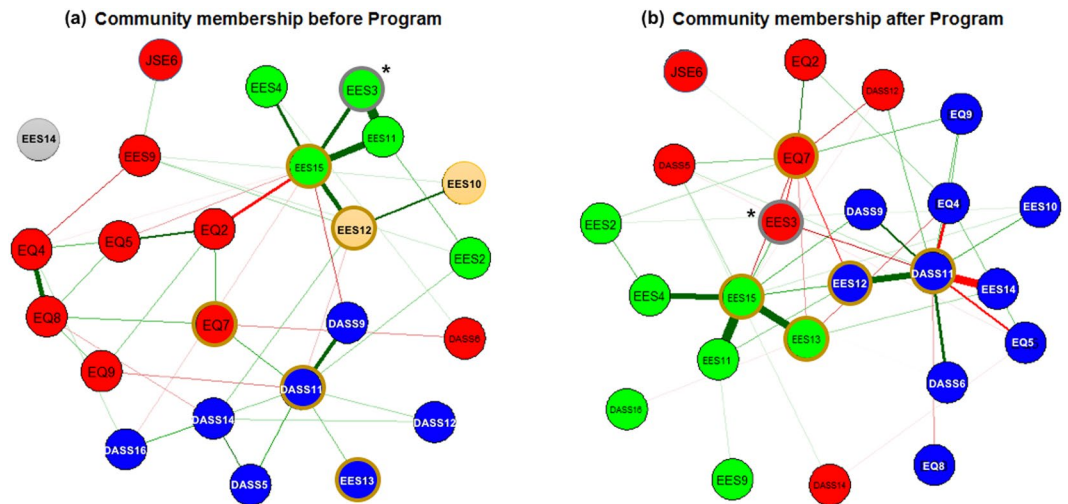 (a) Community membership before Program
JSE6
EES4
EES3
*
EES14
EES9
EES11
EES15
EES10
EES12
EQ4
EQ5
EQ2
EES2
EQ8
EQ7
DASS9
DASS6
EQ9
DASS11
DASS14
DASS12
DASS16
DASS5
EES13
(b) Community membership after Program
JSE6
EQ2
DASS12
EQ9
EQ7
DASS5
EES2
*
EES3
DASS9
EQ4
EES10
EES4
EES15
EES12
DASS11
EES14
EES13
EQ5
EES11
DASS6
DASS16
EES9
DASS14
EQ8